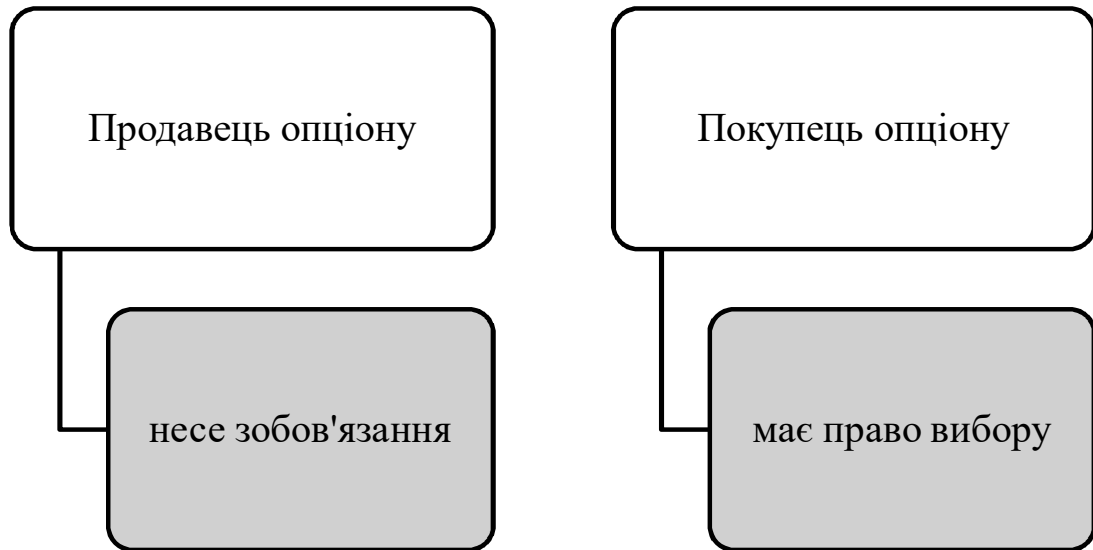 Продавець опціону
Покупець опціону
несе зобов'язання
має право вибору